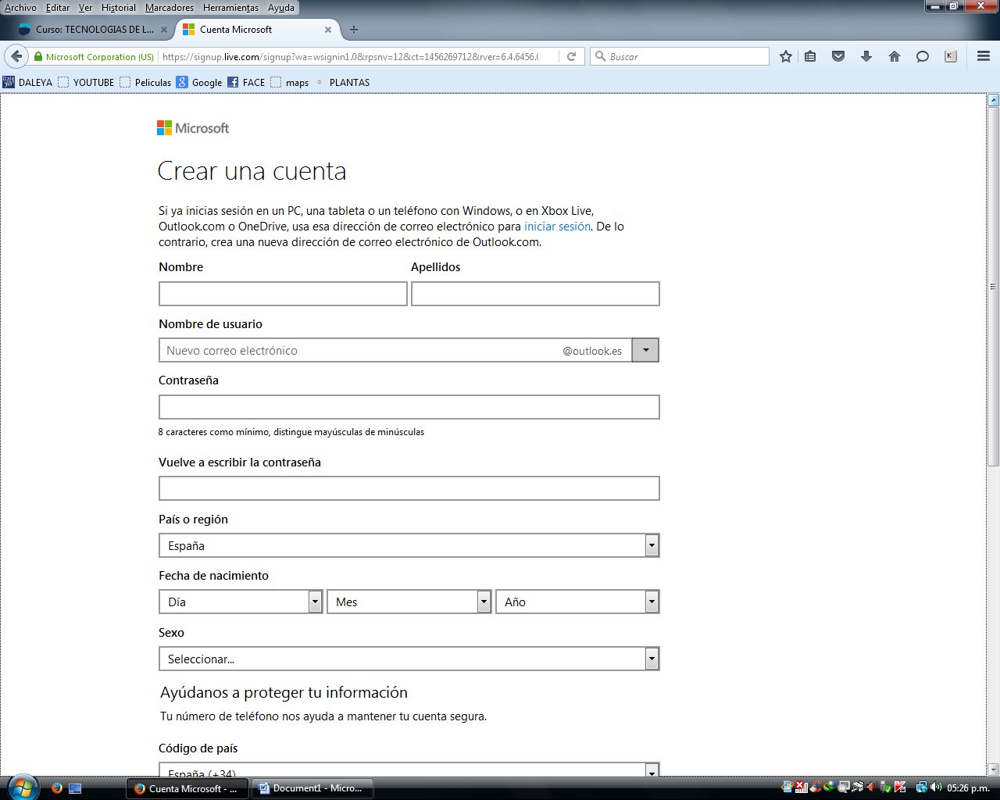 Archivo Editar Ver Historial Marcadores Herramientas Ayuda
Curso: TECNOLOGIAS DE L...
Cuenta Microsoft
Microsoft Corporation (US)
https://signup.live.com/signup?wa=wsignin1.0&rpsnv=12&ct=1456269712&rver=6.4.6456.0
Buscar
DALEYA YOUTUBE Peliculas Google FACE maps PLANTAS
Microsoft
Crear una cuenta
Si ya inicias sesión en un PC, una tableta o un teléfono con Windows, o en Xbox Live,
Outlook.com o OneDrive, usa esa dirección de correo electrónico para iniciar sesión. De lo
contrario, crea una nueva dirección de correo electrónico de Outlook.com.
Nombre Apellidos
Nombre de usuario
Nuevo correo electrónico @outlook.es
Contraseña
8 caracteres como mínimo, distingue mayúsculas de minúsculas
Vuelve a escribir la contraseña
País o región
España
Fecha de nacimiento
Día Mes Año
Sexo
Seleccionar...
Ayúdanos a proteger tu información
Tu número de teléfono nos ayuda a mantener tu cuenta segura.
Código de país
España (+34)
Cuenta Microsoft - ... Document1 - Micro... 05:26 p.m.